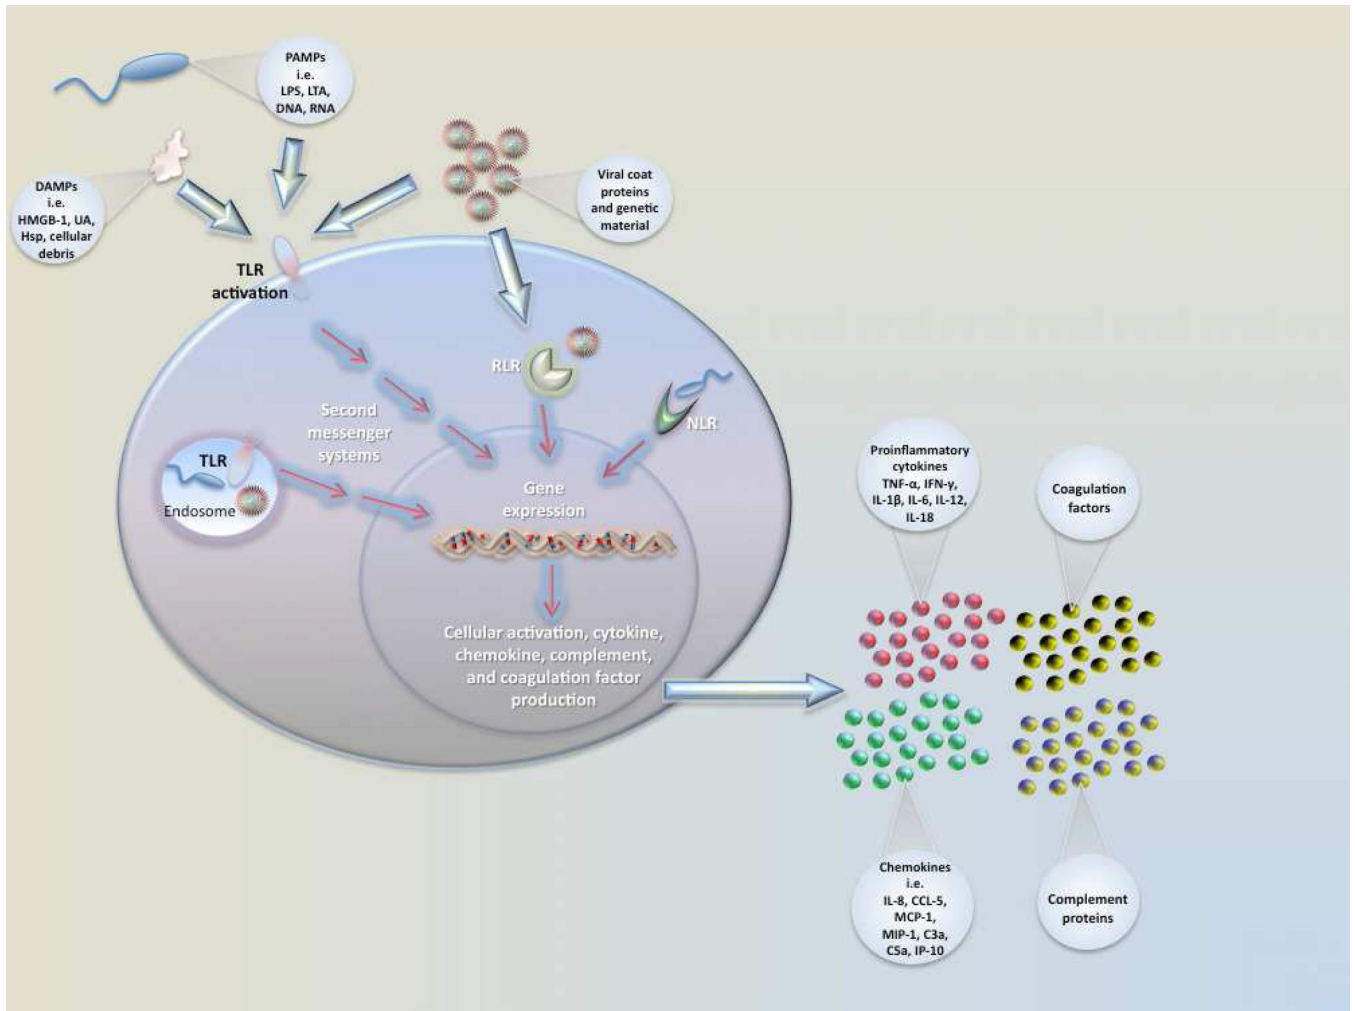 PAMPs
i.e.
LPS, LTA,
DNA, RNA
DAMPs
i.e.
HMGB-1, UA,
Hsp, cellular
debris
Viral coat
proteins
and genetic
material
TLR
activation
RLR
NLR
Second
messenger
systems
TLR
Endosome
Gene
expression
Cellular activation, cytokine,
chemokine, complement,
and coagulation factor
production
Proinflammatory
cytokines
TNF-α, IFN-γ,
IL-1β, IL-6, IL-12,
IL-18
Coagulation
factors
Chemokines
i.e.
IL-8, CCL-5,
MCP-1,
MIP-1, C3a,
C5a, IP-10
Complement
proteins